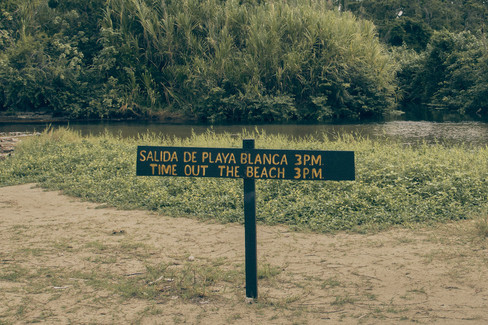 SALIDA DE PLAYA BLANCA 3PM.
TIME OUT THE BEACH 3PM.